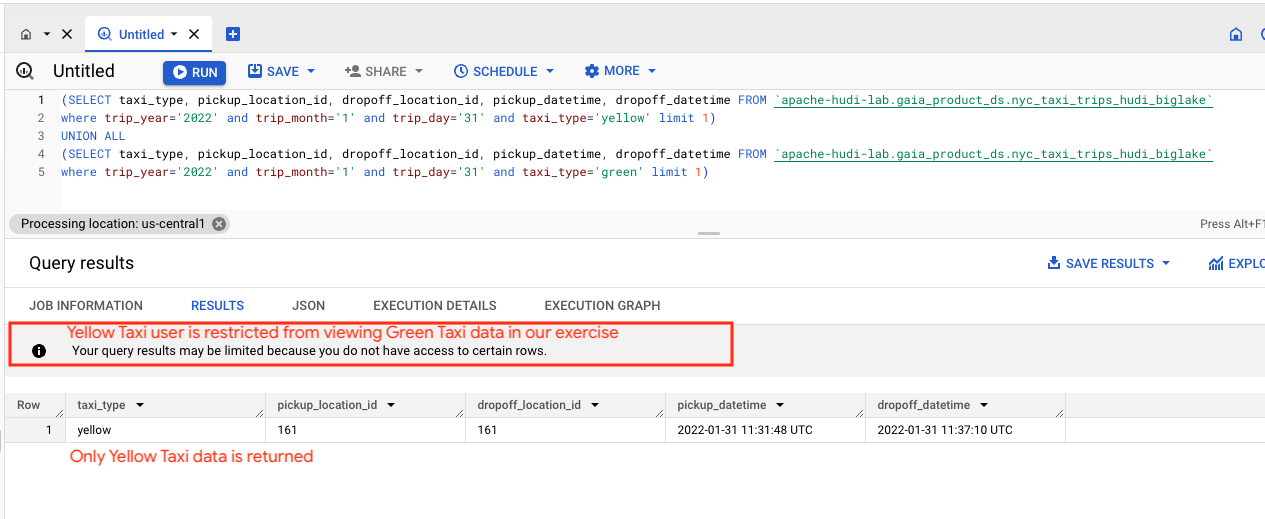 Untitled
Untitled
RUN
SAVE
SHARE
SCHEDULE
MORE
1 (SELECT taxi_type, pickup_location_id, dropoff_location_id, pickup_datetime, dropoff_datetime FROM `apache-hudi-lab.gaia_product_ds.nyc_taxi_trips_hudi_biglake`
2 where trip_year='2022' and trip_month='1' and trip_day='31' and taxi_type='yellow' limit 1)
3 UNION ALL
4 (SELECT taxi_type, pickup_location_id, dropoff_location_id, pickup_datetime, dropoff_datetime FROM `apache-hudi-lab.gaia_product_ds.nyc_taxi_trips_hudi_biglake`
5 where trip_year='2022' and trip_month='1' and trip_day='31' and taxi_type='green' limit 1)
Processing location: us-central1
Press Alt+F1
Query results
SAVE RESULTS
EXPLO
JOB INFORMATION
RESULTS
JSON
EXECUTION DETAILS
EXECUTION GRAPH
Yellow Taxi user is restricted from viewing Green Taxi data in our exercise
Your query results may be limited because you do not have access to certain rows.
Row taxi_type pickup_location_id dropoff_location_id pickup_datetime dropoff_datetime
1 yellow 161 161 2022-01-31 11:31:48 UTC 2022-01-31 11:37:10 UTC
Only Yellow Taxi data is returned